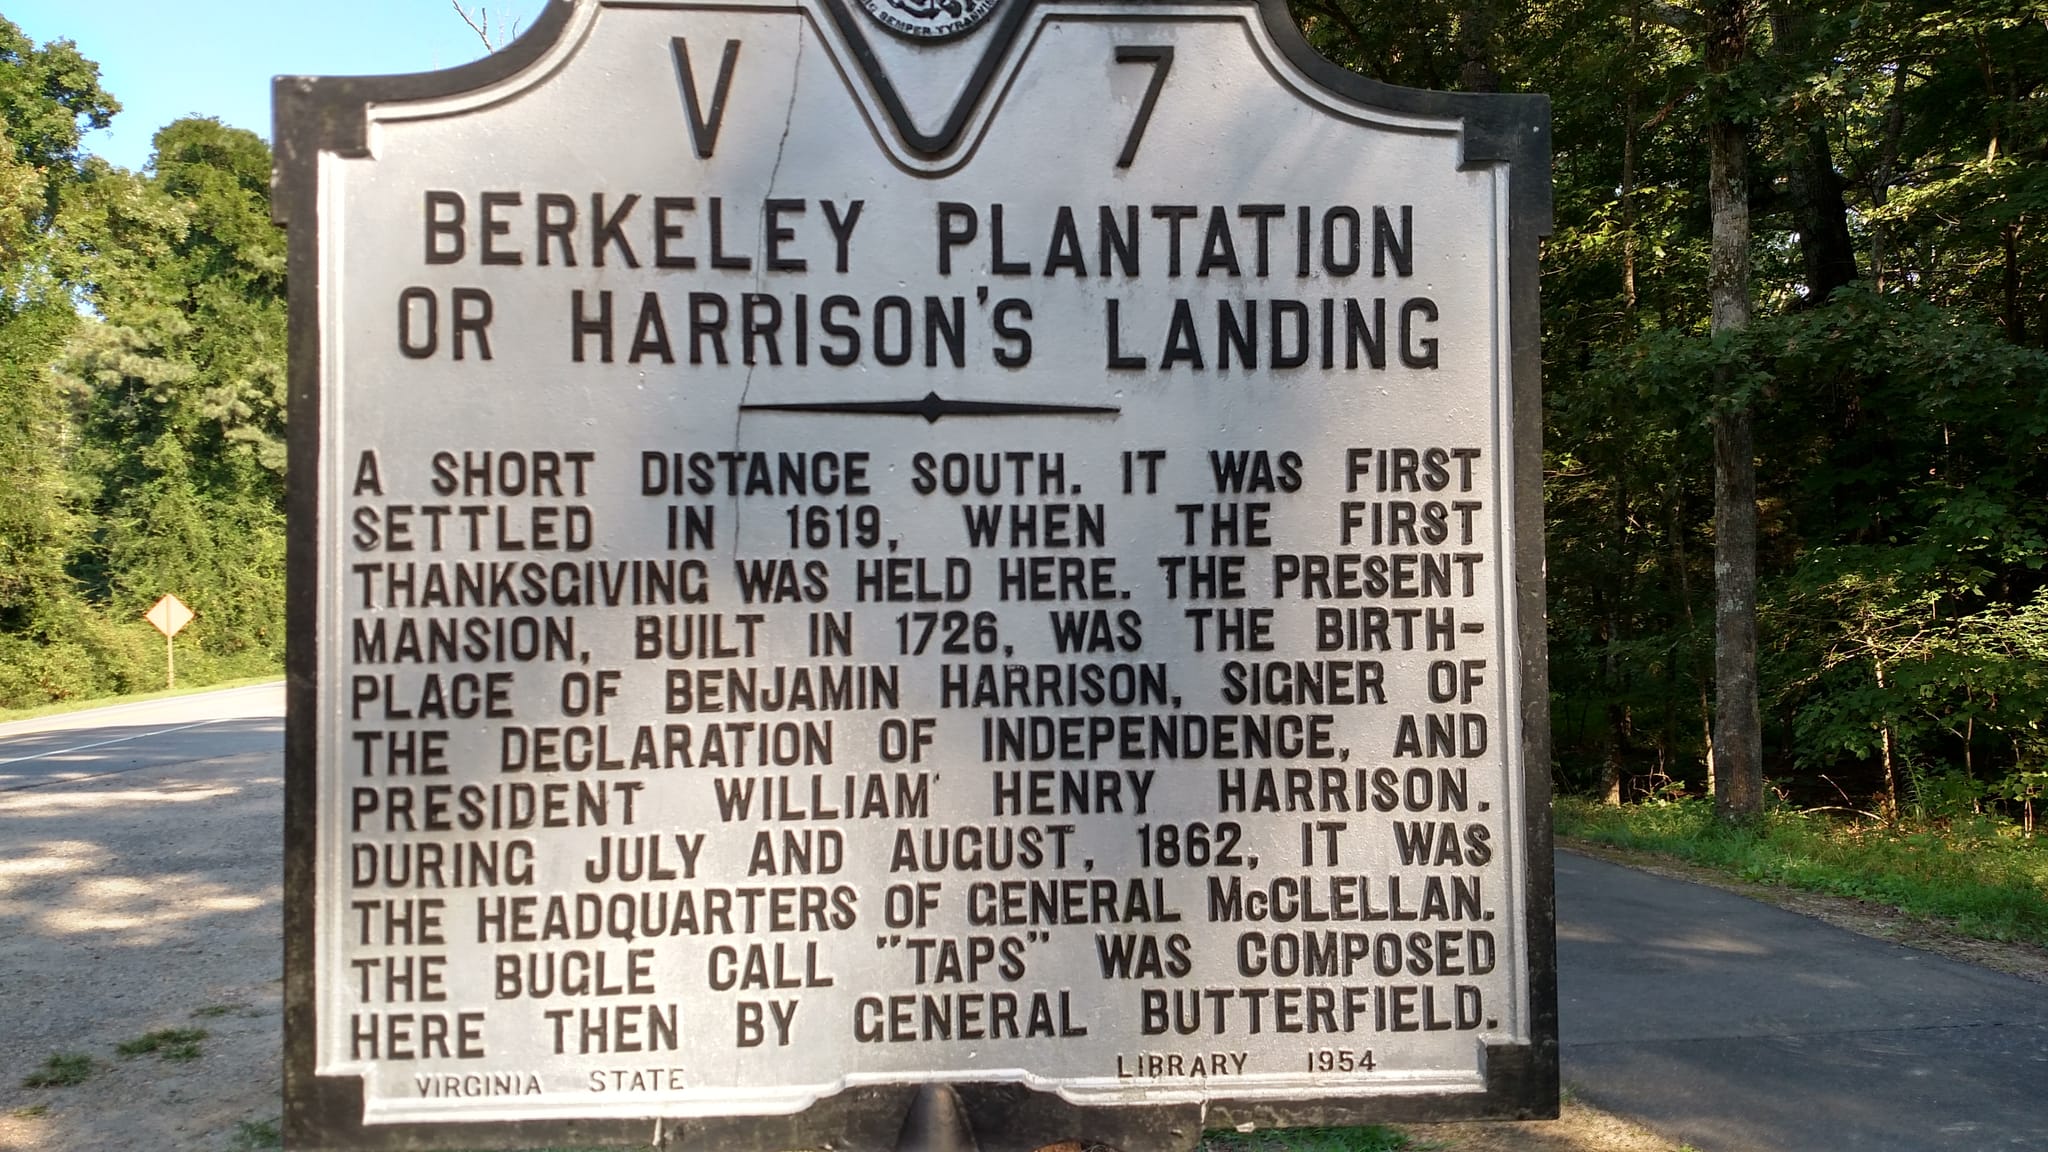 SIC SEMPER TYRANNIS
V 7
BERKELEY PLANTATION
OR HARRISON'S LANDING
A SHORT DISTANCE SOUTH. IT WAS FIRST
SETTLED IN 1619, WHEN THE FIRST
THANKSGIVING WAS HELD HERE. THE PRESENT
MANSION, BUILT IN 1726, WAS THE BIRTH-
PLACE OF BENJAMIN HARRISON, SIGNER OF
THE DECLARATION OF INDEPENDENCE, AND
PRESIDENT WILLIAM HENRY HARRISON.
DURING JULY AND AUGUST, 1862, IT WAS
THE HEADQUARTERS OF GENERAL McCLELLAN.
THE BUGLE CALL "TAPS" WAS COMPOSED
HERE THEN BY GENERAL BUTTERFIELD.
VIRGINIA STATE LIBRARY 1954